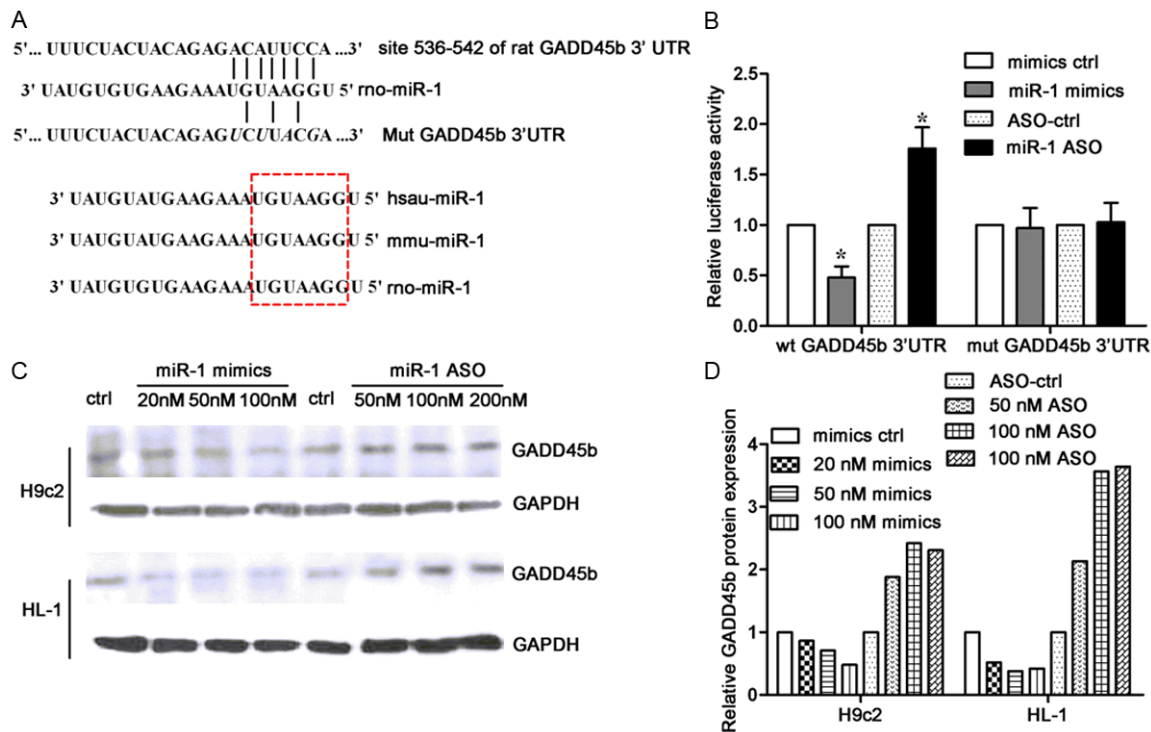 A
5'... UUUCUACUACAGAGACAUUCCA ...3' site 536-542 of rat GADD45b 3' UTR
3' UAUGUGUGAAGAAAUGUAAGGU 5' rno-miR-1
5'... UUUCUACUACAGAGUCUUACGA ...3' Mut GADD45b 3'UTR
3' UAUGUAUGAAGAAAUGUAAGGU 5' hsau-miR-1
3' UAUGUAUGAAGAAAUGUAAGGU 5' mmu-miR-1
3' UAUGUGUGAAGAAAUGUAAGGU 5' rno-miR-1
B
Relative luciferase activity
2.5
2.0
1.5
1.0
0.5
0.0
mimics ctrl
miR-1 mimics
ASO-ctrl
miR-1 ASO
*
*
wt GADD45b 3'UTR
mut GADD45b 3'UTR
C
miR-1 mimics
miR-1 ASO
ctrl 20nM 50nM 100nM ctrl 50nM 100nM 200nM
H9c2
GADD45b
GAPDH
HL-1
GADD45b
GAPDH
D
Relative GADD45b protein expression
4
3
2
1
0
mimics ctrl
20 nM mimics
50 nM mimics
100 nM mimics
ASO-ctrl
50 nM ASO
100 nM ASO
100 nM ASO
H9c2
HL-1